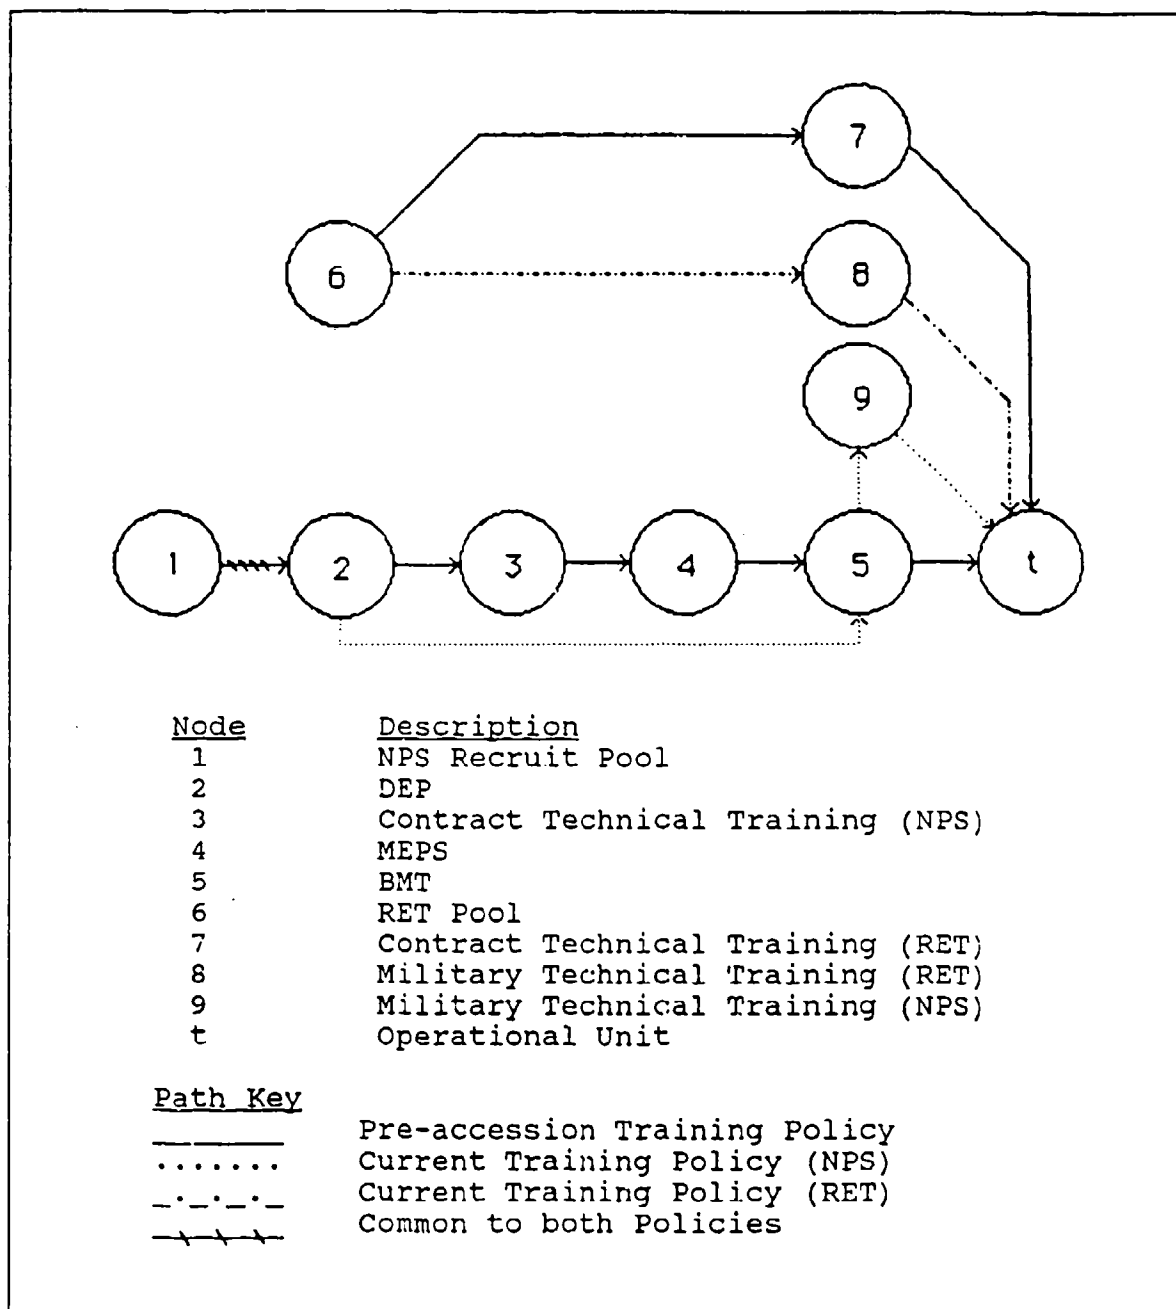 7
6
8
9
1
2
3
4
5
t
Node Description
1 NPS Recruit Pool
2 DEP
3 Contract Technical Training (NPS)
4 MEPS
5 BMT
6 RET Pool
7 Contract Technical Training (RET)
8 Military Technical Training (RET)
9 Military Technical Training (NPS)
t Operational Unit
Path Key
Pre-accession Training Policy
Current Training Policy (NPS)
Current Training Policy (RET)
Common to both Policies